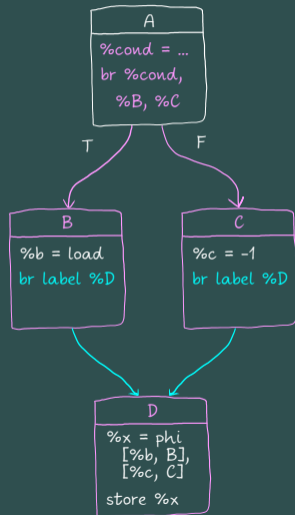 A
%cond = ...
br %cond,
%B, %C
T
F
B
%b = load
br label %D
C
%c = -1
br label %D
D
%x = phi
[%b, B],
[%c, C]
store %x